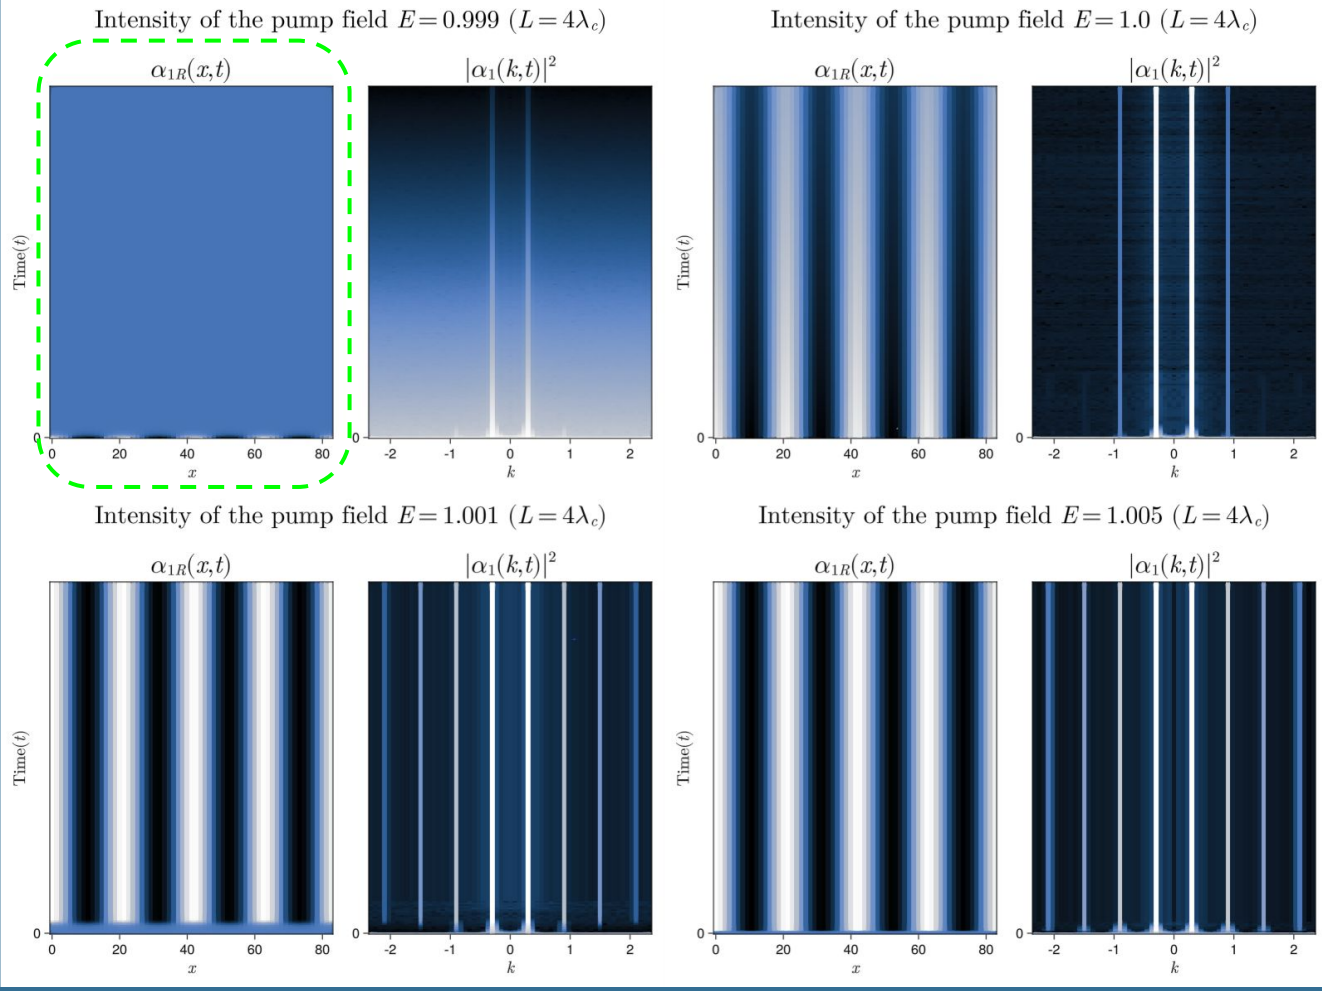 Intensity of the pump field E=0.999 (L=4λc)
α1R(x,t)
|α1(k,t)|²
Time(t)
0
0 20 40 60 80
x
0
-2 -1 0 1 2
k
Intensity of the pump field E=1.0 (L=4λc)
α1R(x,t)
|α1(k,t)|²
Time(t)
0
0 20 40 60 80
x
0
-2 -1 0 1 2
k
Intensity of the pump field E=1.001 (L=4λc)
α1R(x,t)
|α1(k,t)|²
Time(t)
0
0 20 40 60 80
x
0
-2 -1 0 1 2
k
Intensity of the pump field E=1.005 (L=4λc)
α1R(x,t)
|α1(k,t)|²
Time(t)
0
0 20 40 60 80
x
0
-2 -1 0 1 2
k